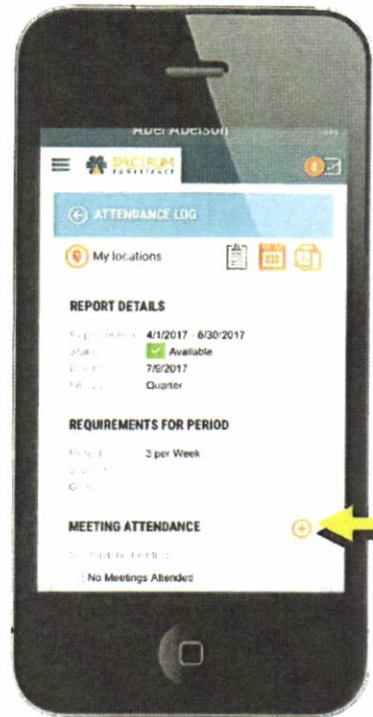 Abel Abelson
SPECTRUM
COMPLIANCE
ATTENDANCE LOG
My locations
REPORT DETAILS
4/1/2017 - 6/30/2017
Available
7/9/2017
Quarter
REQUIREMENTS FOR PERIOD
3 per Week
MEETING ATTENDANCE
No Meetings Attended